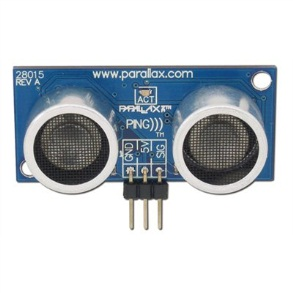 28015
REV A
www.parallax.com
ACT
PARALLAX
PING)))
TM
GND
5V
SIG